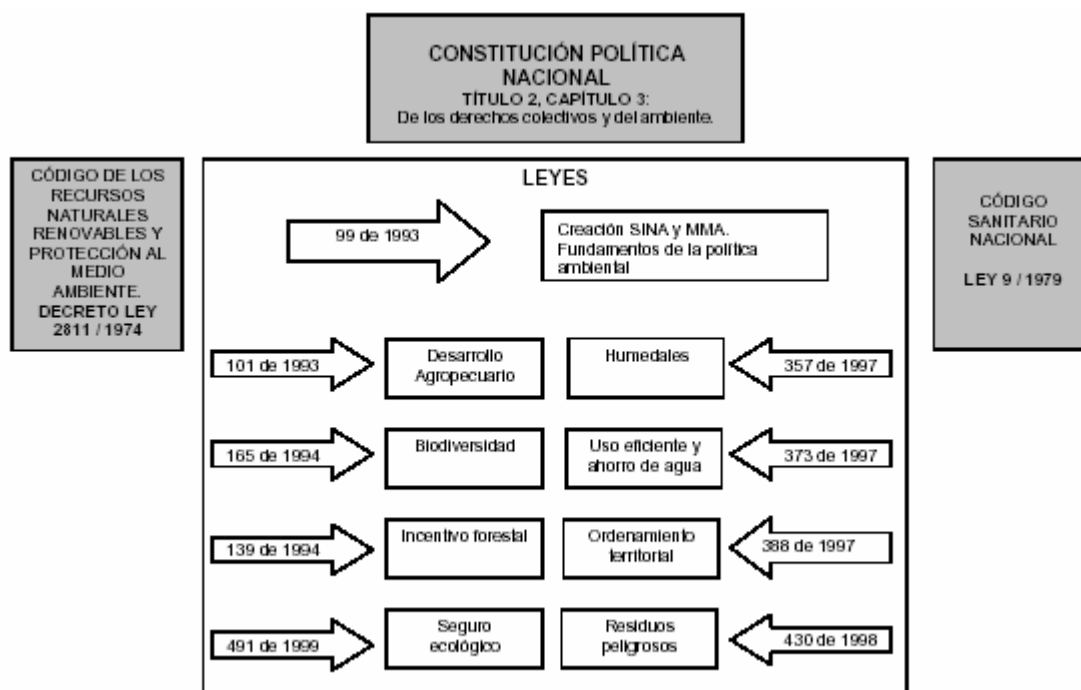 CONSTITUCIÓN POLÍTICA
NACIONAL
TÍTULO 2, CAPÍTULO 3:
De los derechos colectivos y del ambiente.
CÓDIGO DE LOS
RECURSOS
NATURALES
RENOVABLES Y
PROTECCIÓN AL
MEDIO
AMBIENTE.
DECRETO LEY
2811 / 1974
LEYES
99 de 1993
Creación SINA y MMA.
Fundamentos de la política
ambiental
CÓDIGO
SANITARIO
NACIONAL
LEY 9 / 1979
101 de 1993
Desarrollo
Agropecuario
Humedales
357 de 1997
165 de 1994
Biodiversidad
Uso eficiente y
ahorro de agua
373 de 1997
139 de 1994
Incentivo forestal
Ordenamiento
territorial
388 de 1997
491 de 1999
Seguro
ecológico
Residuos
peligrosos
430 de 1998